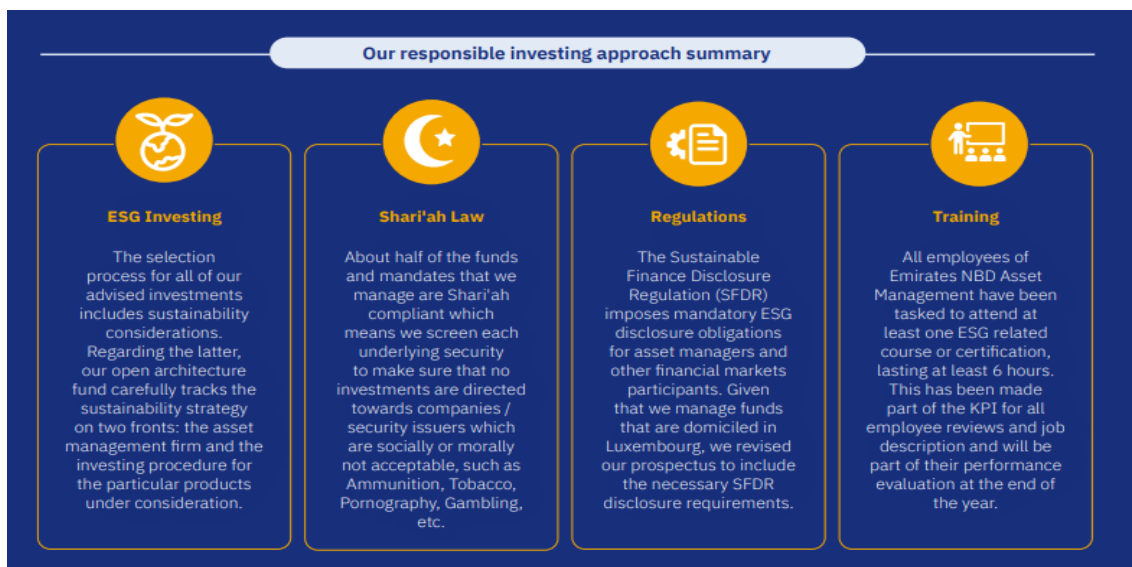 Our responsible investing approach summary
ESG Investing
The selection
process for all of our
advised investments
includes sustainability
considerations.
Regarding the latter,
our open architecture
fund carefully tracks the
sustainability strategy
on two fronts: the asset
management firm and the
investing procedure for
the particular products
under consideration.
Shari'ah Law
About half of the funds
and mandates that we
manage are Shari'ah
compliant which
means we screen each
underlying security
to make sure that no
investments are directed
towards companies /
security issuers which
are socially or morally
not acceptable, such as
Ammunition, Tobacco,
Pornography, Gambling,
etc.
Regulations
The Sustainable
Finance Disclosure
Regulation (SFDR)
imposes mandatory ESG
disclosure obligations
for asset managers and
other financial markets
participants. Given
that we manage funds
that are domiciled in
Luxembourg, we revised
our prospectus to include
the necessary SFDR
disclosure requirements.
Training
All employees of
Emirates NBD Asset
Management have been
tasked to attend at
least one ESG related
course or certification,
lasting at least 6 hours.
This has been made
part of the KPI for all
employee reviews and job
description and will be
part of their performance
evaluation at the end of
the year.